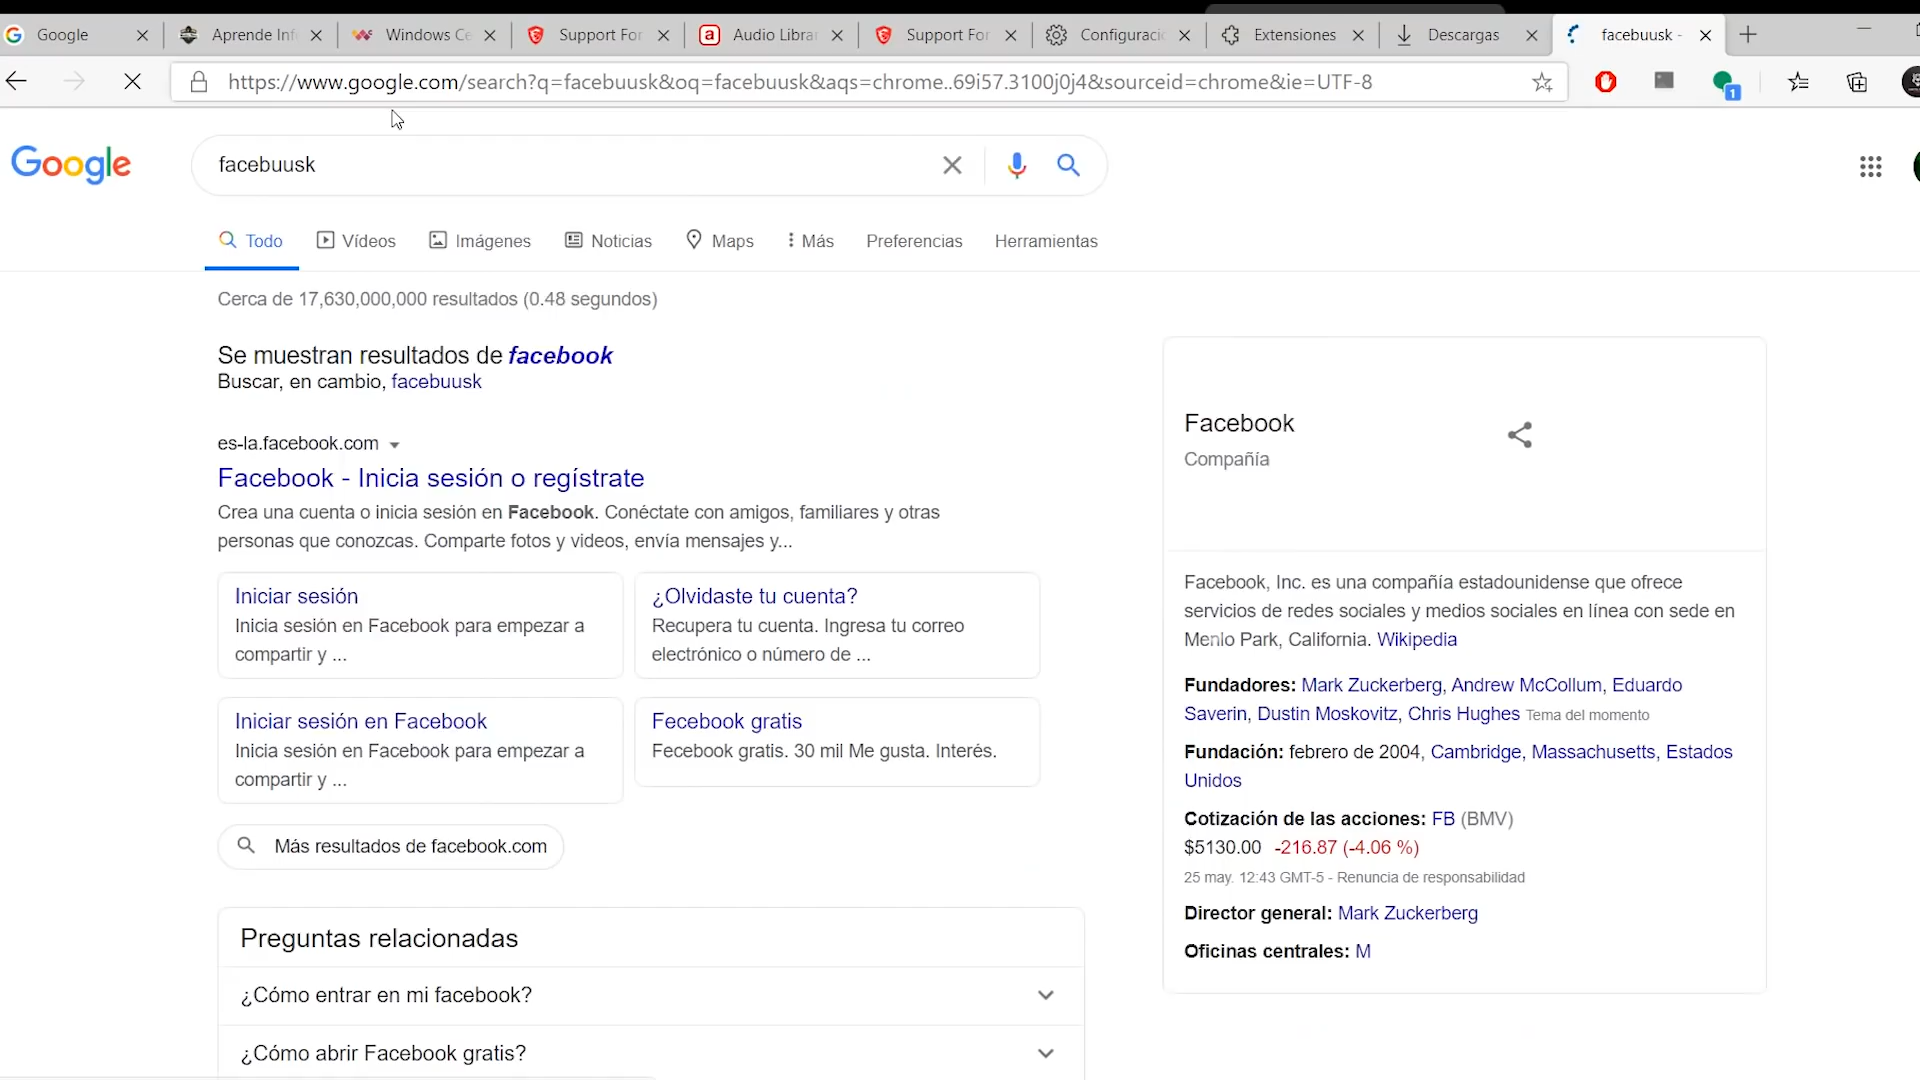 Google
Aprende Inf
Windows Ce
Support For
Audio Librar
Support For
Configuració
Extensiones
Descargas
facebuusk -
https://www.google.com/search?q=facebuusk&oq=facebuusk&aqs=chrome..69i57.3100j0j4&sourceid=chrome&ie=UTF-8
1
Google
facebuusk
Todo
Vídeos
Imágenes
Noticias
Maps
Más
Preferencias
Herramientas
Cerca de 17,630,000,000 resultados (0.48 segundos)
Se muestran resultados de facebook
Buscar, en cambio, facebuusk
es-la.facebook.com
Facebook - Inicia sesión o regístrate
Crea una cuenta o inicia sesión en Facebook. Conéctate con amigos, familiares y otras
personas que conozcas. Comparte fotos y videos, envía mensajes y...
Iniciar sesión
Inicia sesión en Facebook para empezar a
compartir y ...
¿Olvidaste tu cuenta?
Recupera tu cuenta. Ingresa tu correo
electrónico o número de ...
Iniciar sesión en Facebook
Inicia sesión en Facebook para empezar a
compartir y ...
Fecebook gratis
Fecebook gratis. 30 mil Me gusta. Interés.
Más resultados de facebook.com
Preguntas relacionadas
¿Cómo entrar en mi facebook?
¿Cómo abrir Facebook gratis?
Facebook
Compañía
Facebook, Inc. es una compañía estadounidense que ofrece
servicios de redes sociales y medios sociales en línea con sede en
Menlo Park, California. Wikipedia
Fundadores: Mark Zuckerberg, Andrew McCollum, Eduardo
Saverin, Dustin Moskovitz, Chris Hughes Tema del momento
Fundación: febrero de 2004, Cambridge, Massachusetts, Estados
Unidos
Cotización de las acciones: FB (BMV)
$5130.00 -216.87 (-4.06 %)
25 may. 12:43 GMT-5 - Renuncia de responsabilidad
Director general: Mark Zuckerberg
Oficinas centrales: M